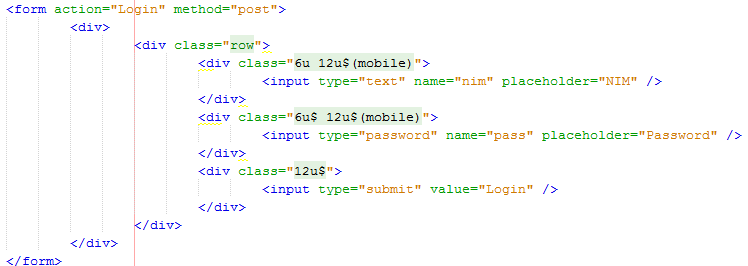 <form action="Login" method="post">
<div>
<div class="row">
<div class="6u 12u$(mobile)">
<input type="text" name="nim" placeholder="NIM" />
</div>
<div class="6u$ 12u$(mobile)">
<input type="password" name="pass" placeholder="Password" />
</div>
<div class="12u$">
<input type="submit" value="Login" />
</div>
</div>
</div>
</form>